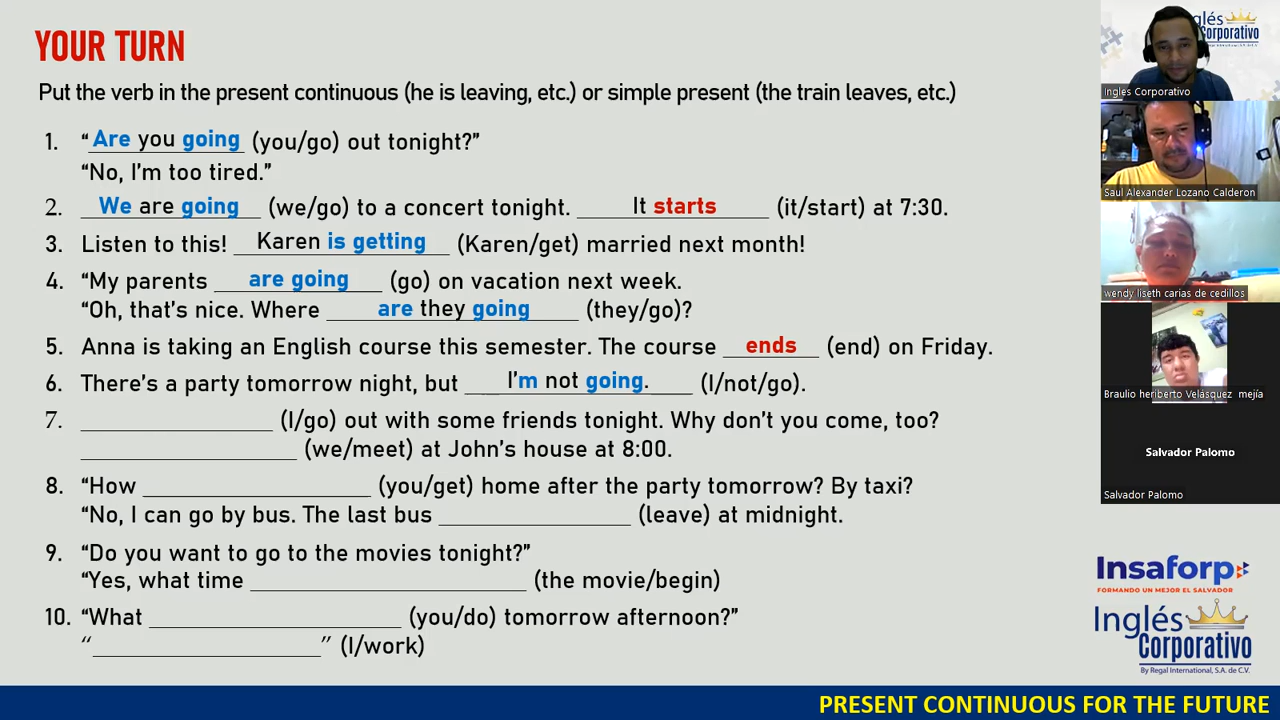 YOUR TURN
Put the verb in the present continuous (he is leaving, etc.) or simple present (the train leaves, etc.)
1. “Are you going (you/go) out tonight?”
“No, I’m too tired.”
2. We are going (we/go) to a concert tonight. It starts (it/start) at 7:30.
3. Listen to this! Karen is getting (Karen/get) married next month!
4. “My parents are going (go) on vacation next week.
“Oh, that’s nice. Where are they going (they/go)?
5. Anna is taking an English course this semester. The course ends (end) on Friday.
6. There’s a party tomorrow night, but I’m not going. (I/not/go).
7. ________________ (I/go) out with some friends tonight. Why don’t you come, too?
__________________ (we/meet) at John’s house at 8:00.
8. “How ___________________ (you/get) home after the party tomorrow? By taxi?
“No, I can go by bus. The last bus ________________ (leave) at midnight.
9. “Do you want to go to the movies tonight?”
“Yes, what time _______________________ (the movie/begin)
10. “What _____________________ (you/do) tomorrow afternoon?”
“___________________” (I/work)
glés
Corporativo
Ingles Corporativo
Saul Alexander Lozano Calderon
wendy liseth carias de cedillos
Braulio heriberto Velásquez mejía
Salvador Palomo
Salvador Palomo
Insaforp
FORMANDO UN MEJOR EL SALVADOR
Inglés
Corporativo
By Regal International, S.A. de C.V.
PRESENT CONTINUOUS FOR THE FUTURE